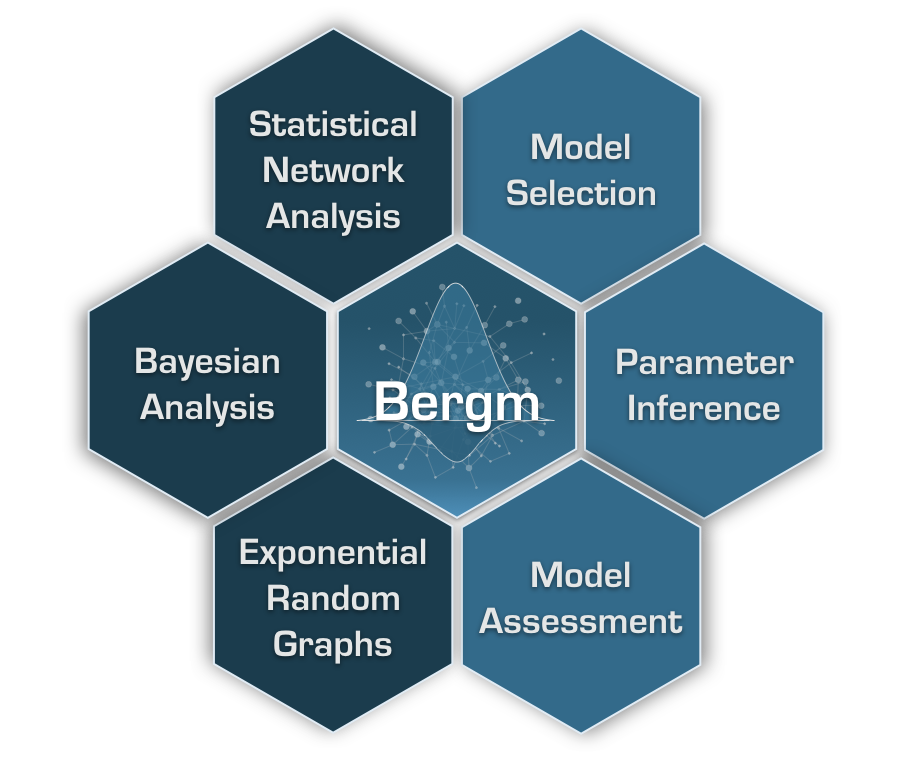 Statistical
Network
Analysis
Model
Selection
Bayesian
Analysis
Bergm
Parameter
Inference
Exponential
Random
Graphs
Model
Assessment